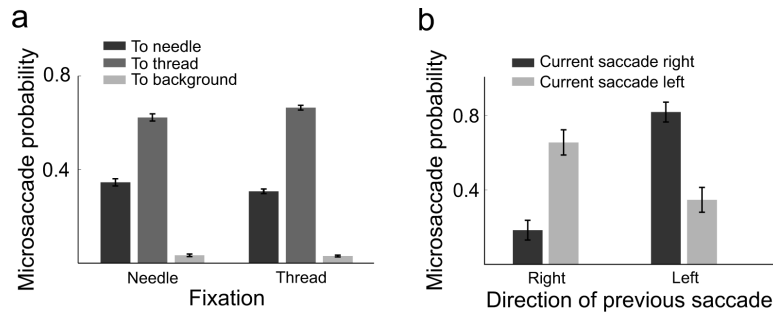 a
To needle
To thread
To background
Microsaccade probability
0.8
0.4
Needle
Thread
Fixation
b
Current saccade right
Current saccade left
Microsaccade probability
0.8
0.4
Right
Left
Direction of previous saccade